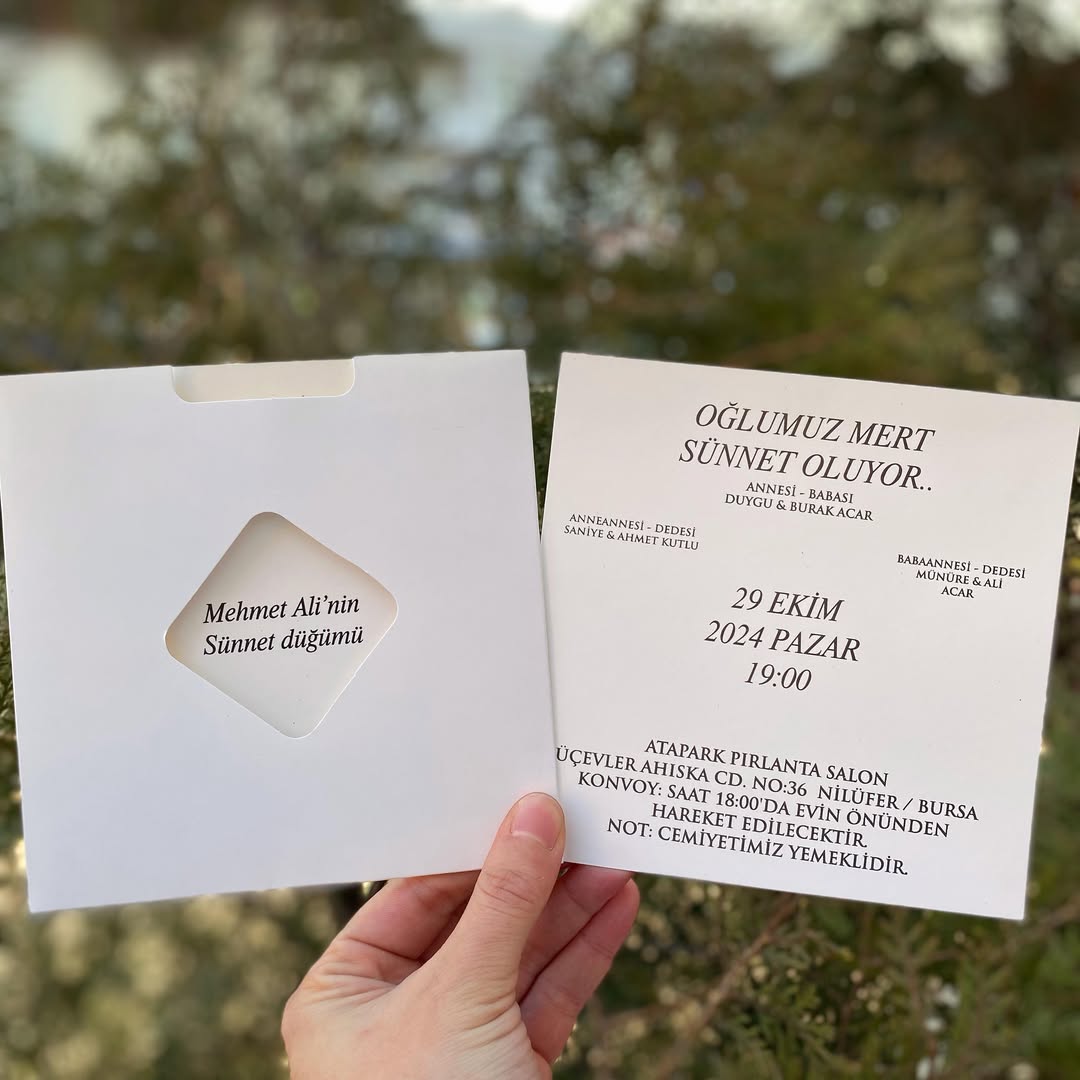 Mehmet Ali'nin
Sünnet düğümü
OĞLUMUZ MERT
SÜNNET OLUYOR..
ANNESİ - BABASI
DUYGU & BURAK ACAR
ANNEANNESİ - DEDESİ
SANİYE & AHMET KUTLU
BABAANNESİ - DEDESİ
MÜNÜRE & ALİ
ACAR
29 EKİM
2024 PAZAR
19:00
ATAPARK PIRLANTA SALON
ÜÇEVLER AHISKA CD. NO:36 NİLÜFER / BURSA
KONVOY: SAAT 18:00'DA EVİN ÖNÜNDEN
HAREKET EDİLECEKTİR.
NOT: CEMİYETİMİZ YEMEKLİDİR.